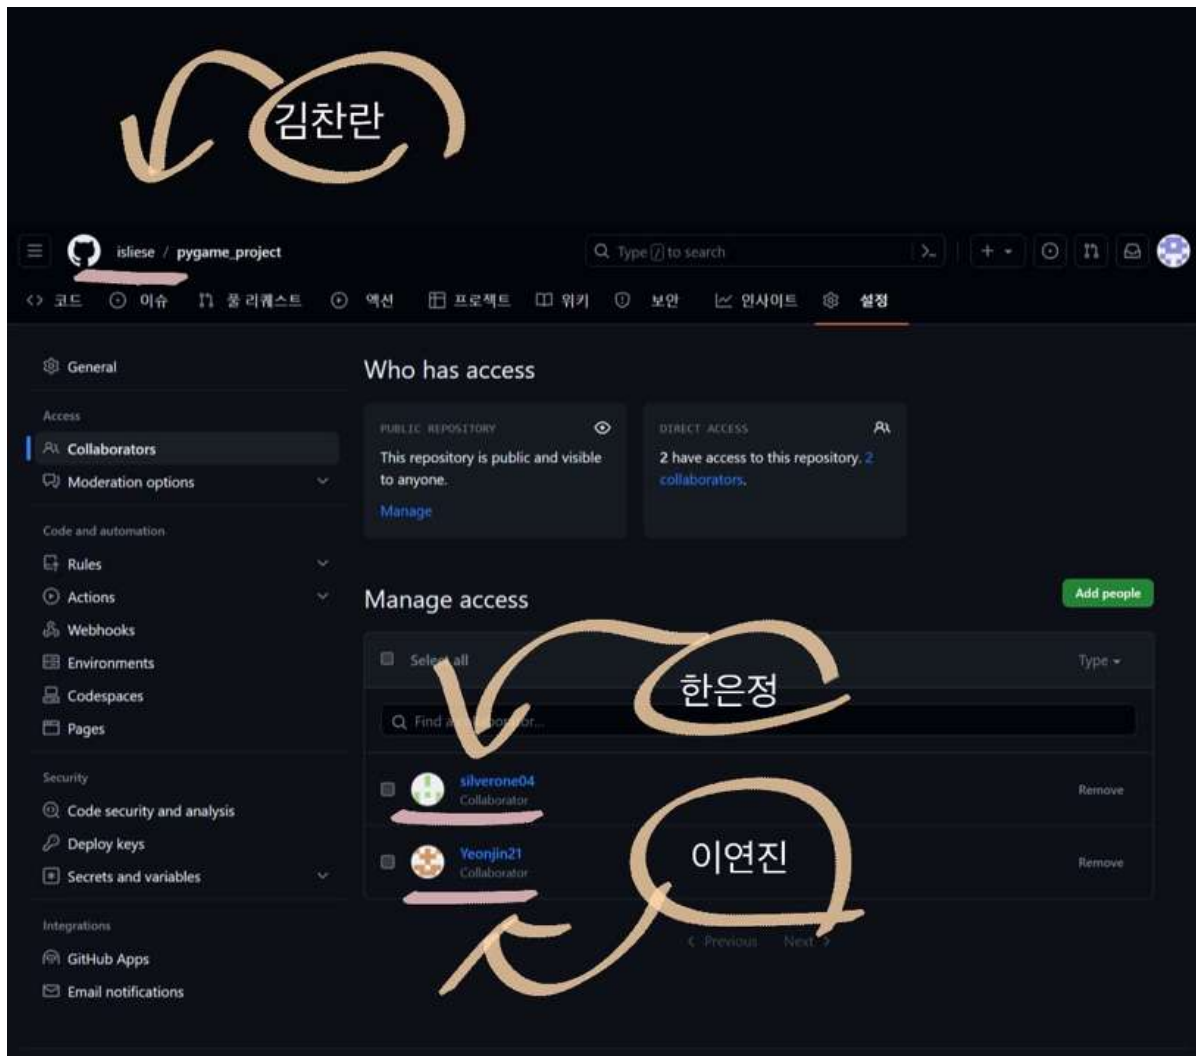 김찬란
isliese / pygame_project
Type / to search
코드 이슈 풀 리퀘스트 액션 프로젝트 위키 보안 인사이트 설정
General
Access
Collaborators
Moderation options
Code and automation
Rules
Actions
Webhooks
Environments
Codespaces
Pages
Security
Code security and analysis
Deploy keys
Secrets and variables
Integrations
GitHub Apps
Email notifications
Who has access
PUBLIC REPOSITORY
This repository is public and visible
to anyone.
Manage
DIRECT ACCESS
2 have access to this repository. 2
collaborators.
Manage access
Add people
Select all
Type
한은정
Find a collaborator...
silverone04
Collaborator
Remove
이연진
Yeonjin21
Collaborator
Remove
Previous Next